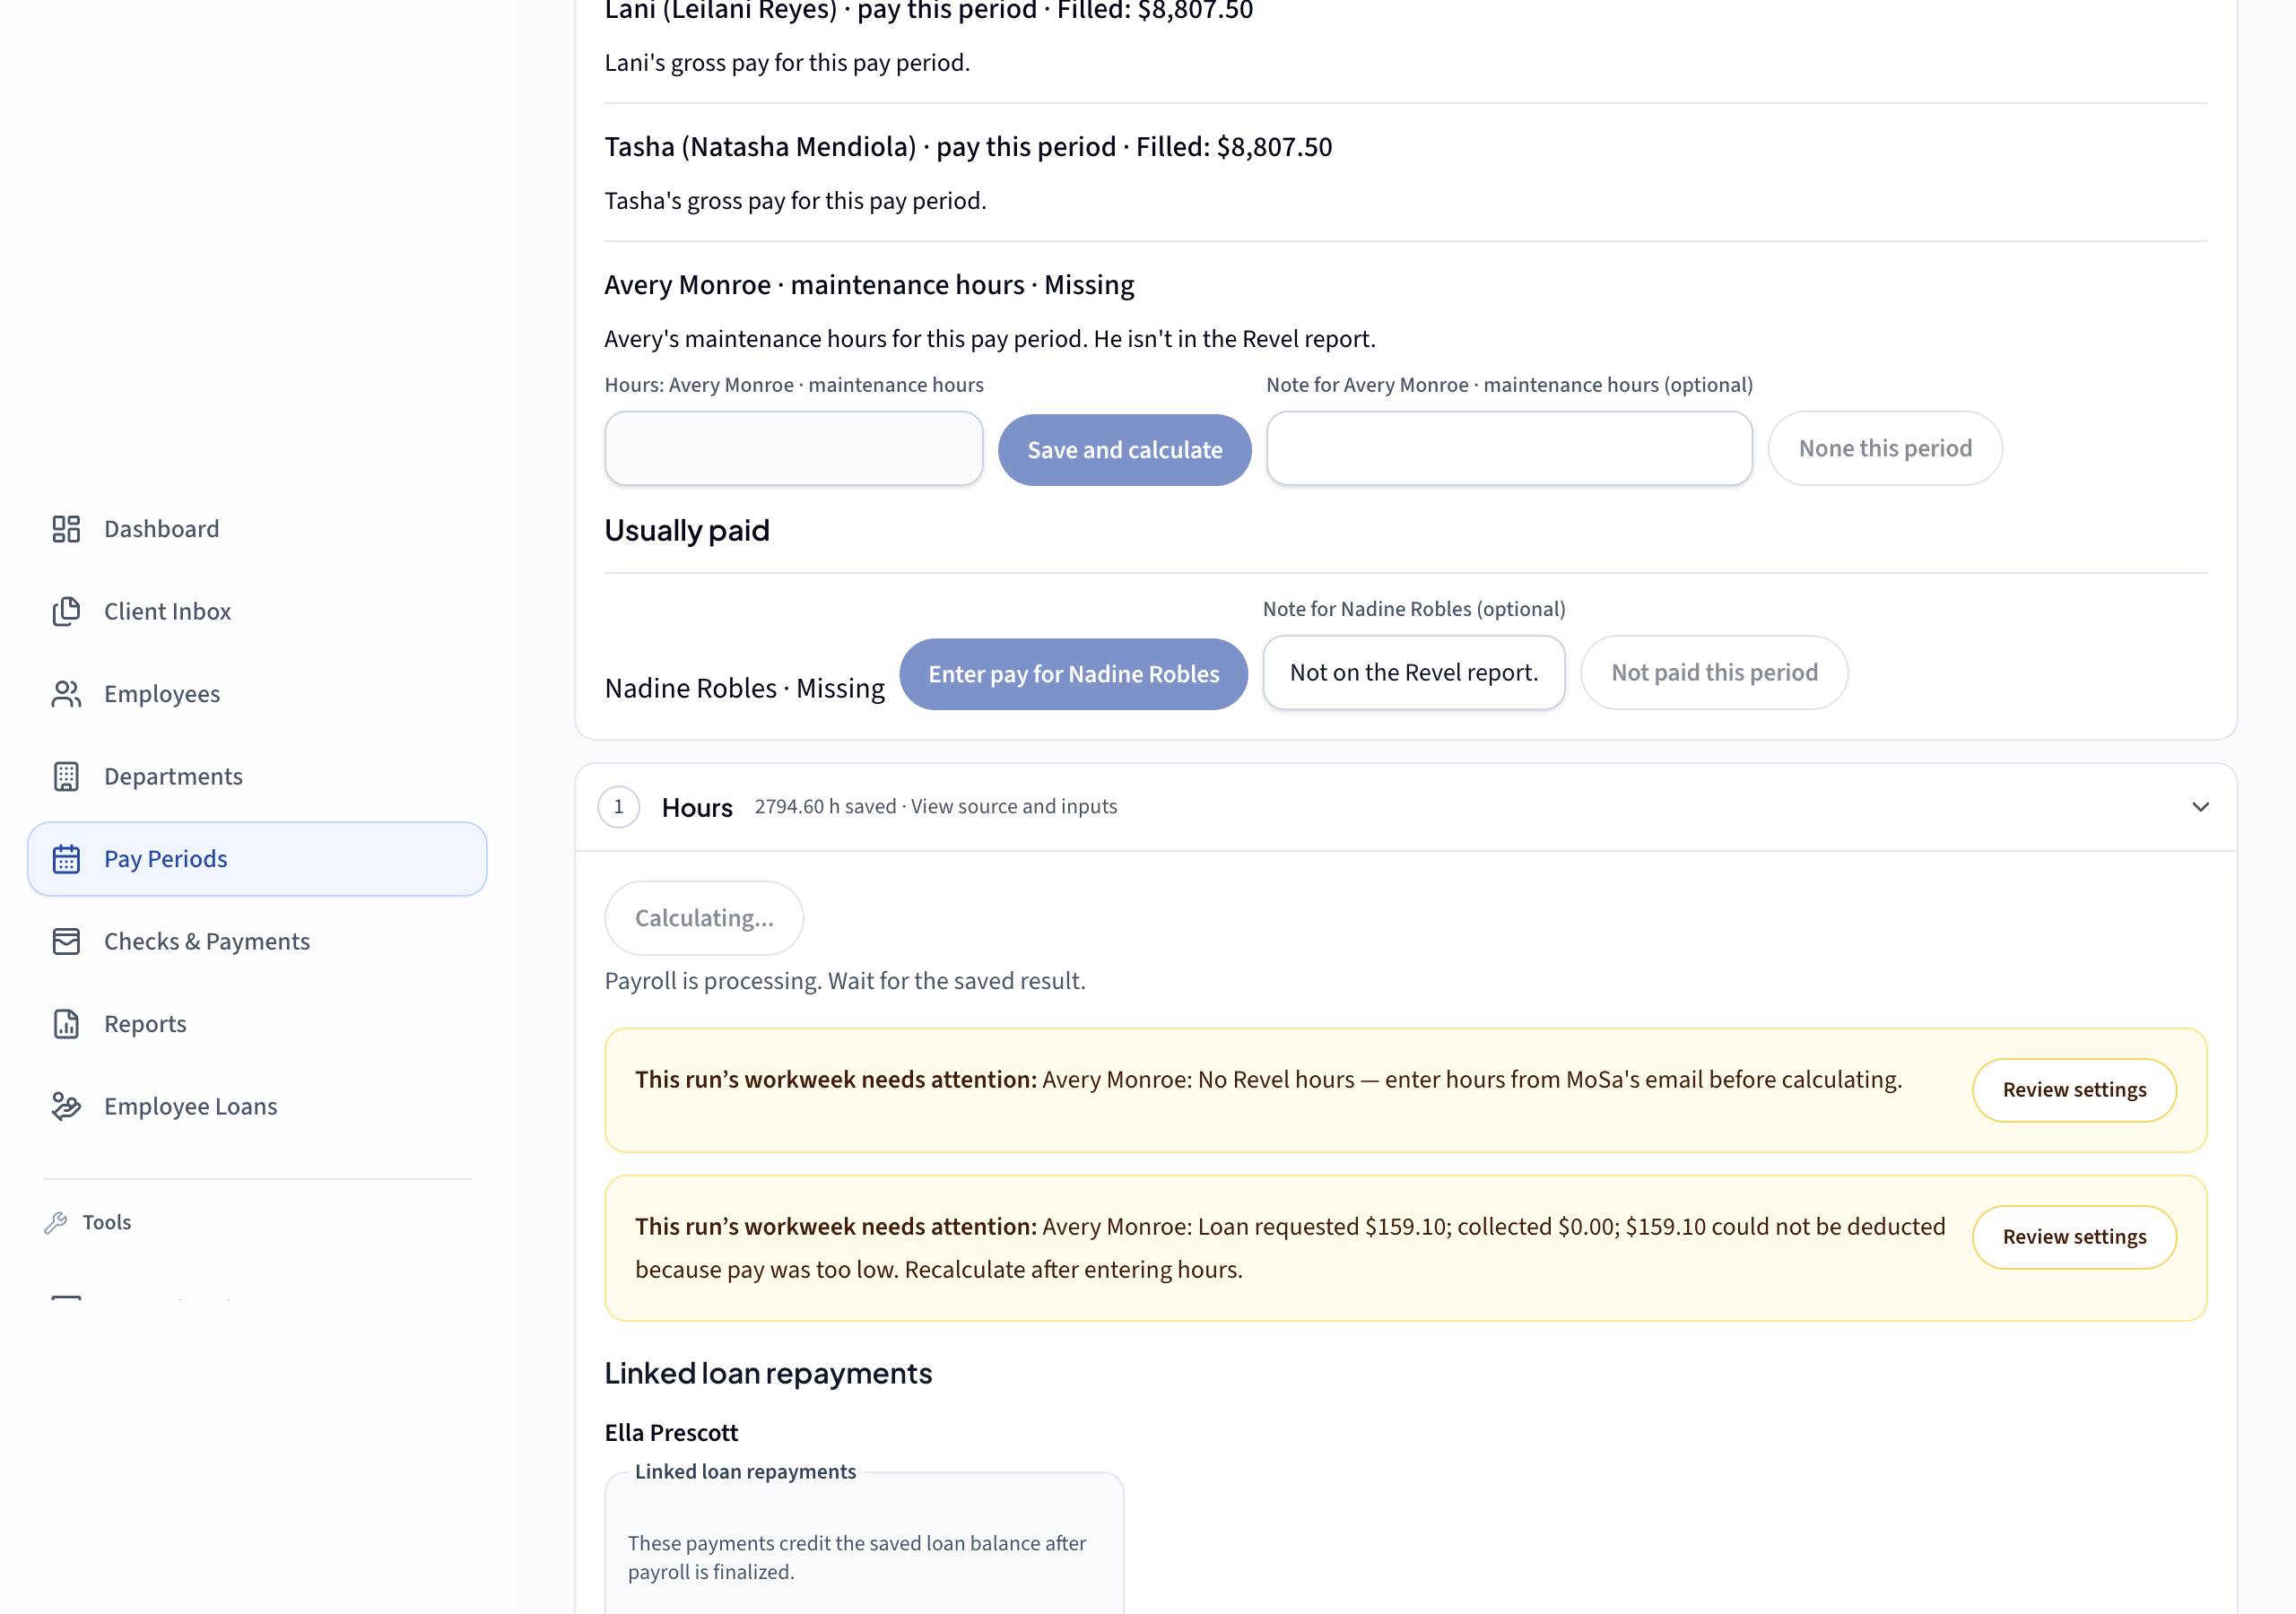 Lani (Leilani Reyes) · pay this period · Filled: $8,807.50
Lani's gross pay for this pay period.
Tasha (Natasha Mendiola) · pay this period · Filled: $8,807.50
Tasha's gross pay for this pay period.
Avery Monroe · maintenance hours · Missing
Avery's maintenance hours for this pay period. He isn't in the Revel report.
Hours: Avery Monroe · maintenance hours
Save and calculate
Note for Avery Monroe · maintenance hours (optional)
None this period
Usually paid
Nadine Robles · Missing
Enter pay for Nadine Robles
Note for Nadine Robles (optional)
Not on the Revel report.
Not paid this period
1
Hours
2794.60 h saved · View source and inputs
Calculating...
Payroll is processing. Wait for the saved result.
This run’s workweek needs attention: Avery Monroe: No Revel hours — enter hours from MoSa's email before calculating.
Review settings
This run’s workweek needs attention: Avery Monroe: Loan requested $159.10; collected $0.00; $159.10 could not be deducted
because pay was too low. Recalculate after entering hours.
Review settings
Linked loan repayments
Ella Prescott
Linked loan repayments
These payments credit the saved loan balance after
payroll is finalized.
Dashboard
Client Inbox
Employees
Departments
Pay Periods
Checks & Payments
Reports
Employee Loans
Tools